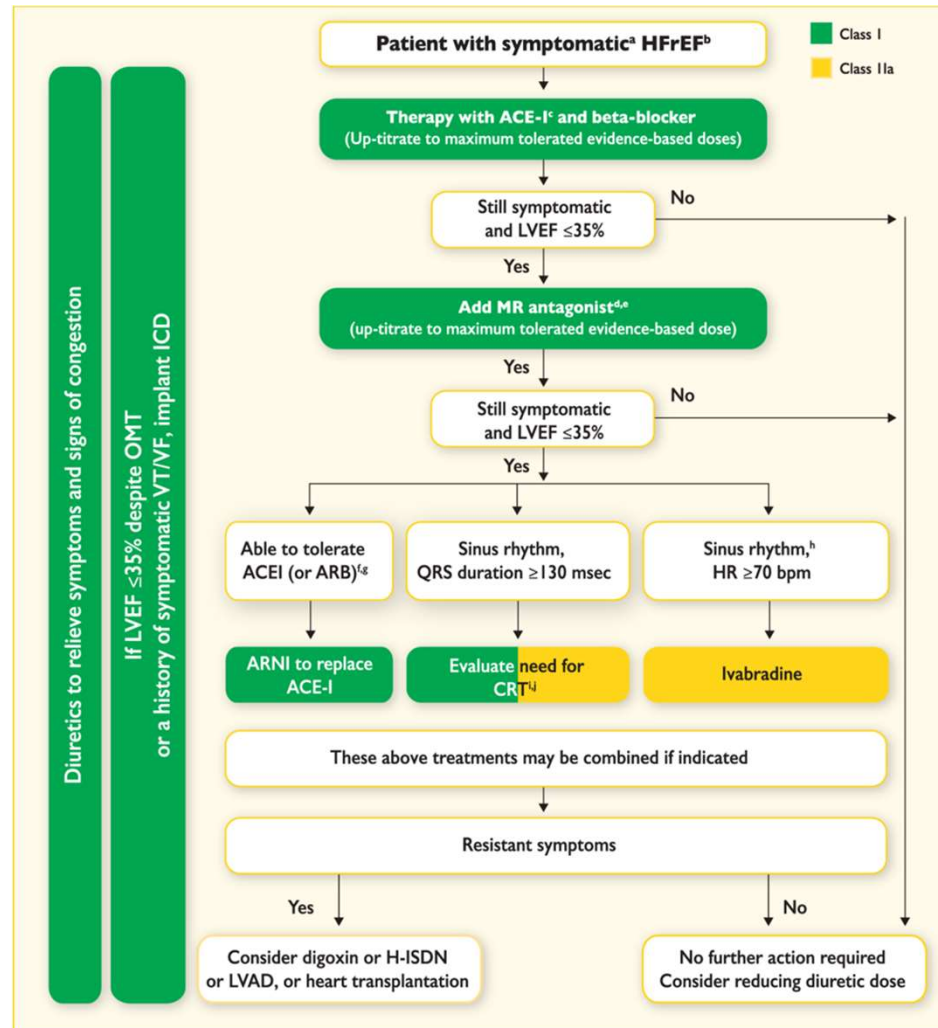 Patient with symptomaticᵃ HFrEFᵇ
Class I
Class IIa
Diuretics to relieve symptoms and signs of congestion
If LVEF ≤35% despite OMT
or a history of symptomatic VT/VF, implant ICD
Therapy with ACE-Iᶜ and beta-blocker
(Up-titrate to maximum tolerated evidence-based doses)
Still symptomatic
and LVEF ≤35%
No
Yes
Add MR antagonistᵈ,ᵉ
(up-titrate to maximum tolerated evidence-based dose)
Yes
Still symptomatic
and LVEF ≤35%
No
Yes
Able to tolerate
ACEI (or ARB)ᶠ,ᵍ
Sinus rhythm,
QRS duration ≥130 msec
Sinus rhythm,ʰ
HR ≥70 bpm
ARNI to replace
ACE-I
Evaluate need for
CRTⁱ,ʲ
Ivabradine
These above treatments may be combined if indicated
Resistant symptoms
Yes
No
Consider digoxin or H-ISDN
or LVAD, or heart transplantation
No further action required
Consider reducing diuretic dose